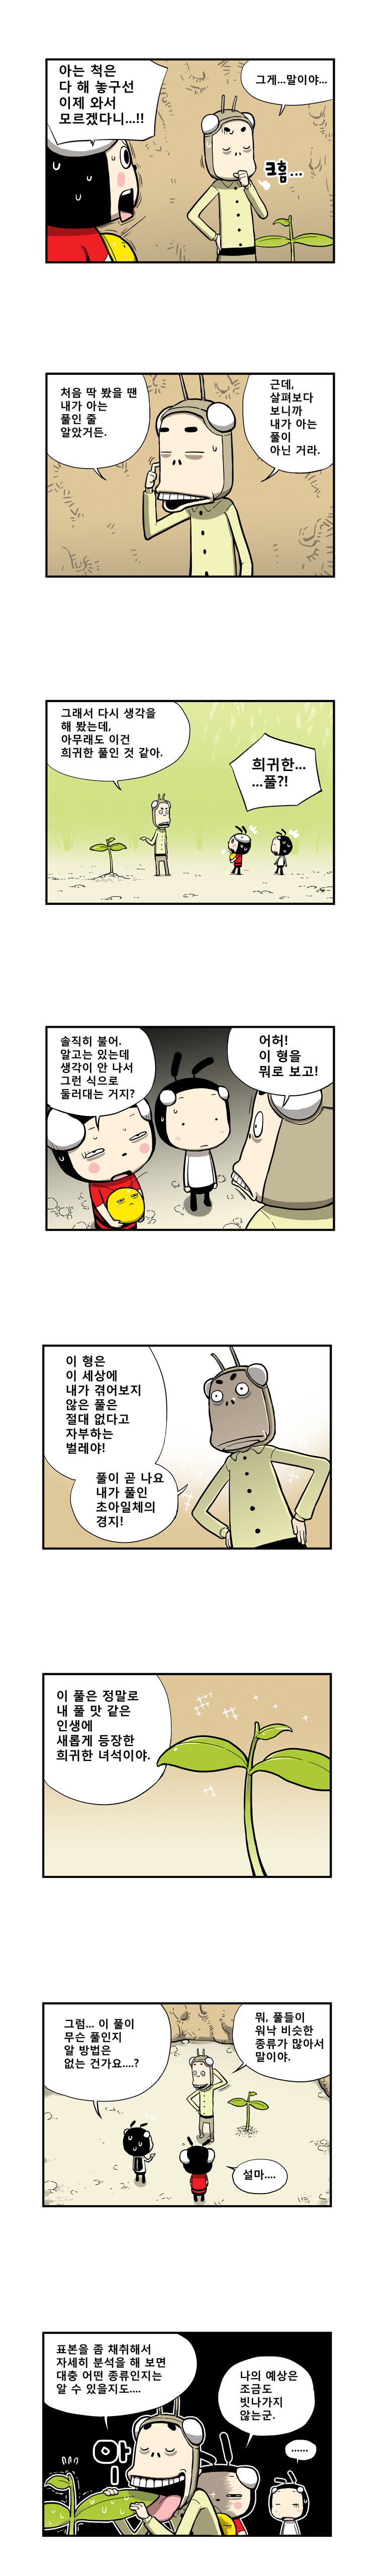 아는 척은
다 해 놓구선
이제 와서
모르겠다니...!!
그게...말이야...
크흠...
처음 딱 봤을 땐
내가 아는
풀인 줄
알았거든.
근데,
살펴보다
보니까
내가 아는
풀이
아닌 거라.
그래서 다시 생각을
해 봤는데,
아무래도 이건
희귀한 풀인 것 같아.
희귀한...
...풀?!
솔직히 불어.
알고는 있는데
생각이 안 나서
그런 식으로
둘러대는 거지?
어허!
이 형을
뭐로 보고!
이 형은
이 세상에
내가 겪어보지
않은 풀은
절대 없다고
자부하는
벌레야!
풀이 곧 나요
내가 풀인
초아일체의
경지!
이 풀은 정말로
내 풀 맛 같은
인생에
새롭게 등장한
희귀한 녀석이야.
그럼... 이 풀이
무슨 풀인지
알 방법은
없는 건가요....?
뭐, 풀들이
워낙 비슷한
종류가 많아서
말이야.
설마....
표본을 좀 채취해서
자세히 분석을 해 보면
대충 어떤 종류인지는
알 수 있을지도....
나의 예상은
조금도
빗나가지
않는군.
......
아